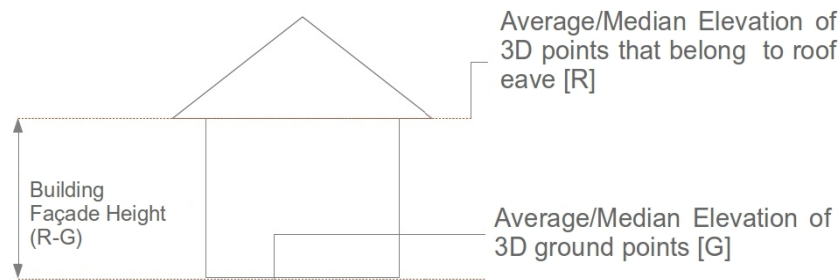 Average/Median Elevation of
3D points that belong to roof
eave [R]
Building
Façade Height
(R-G)
Average/Median Elevation of
3D ground points [G]